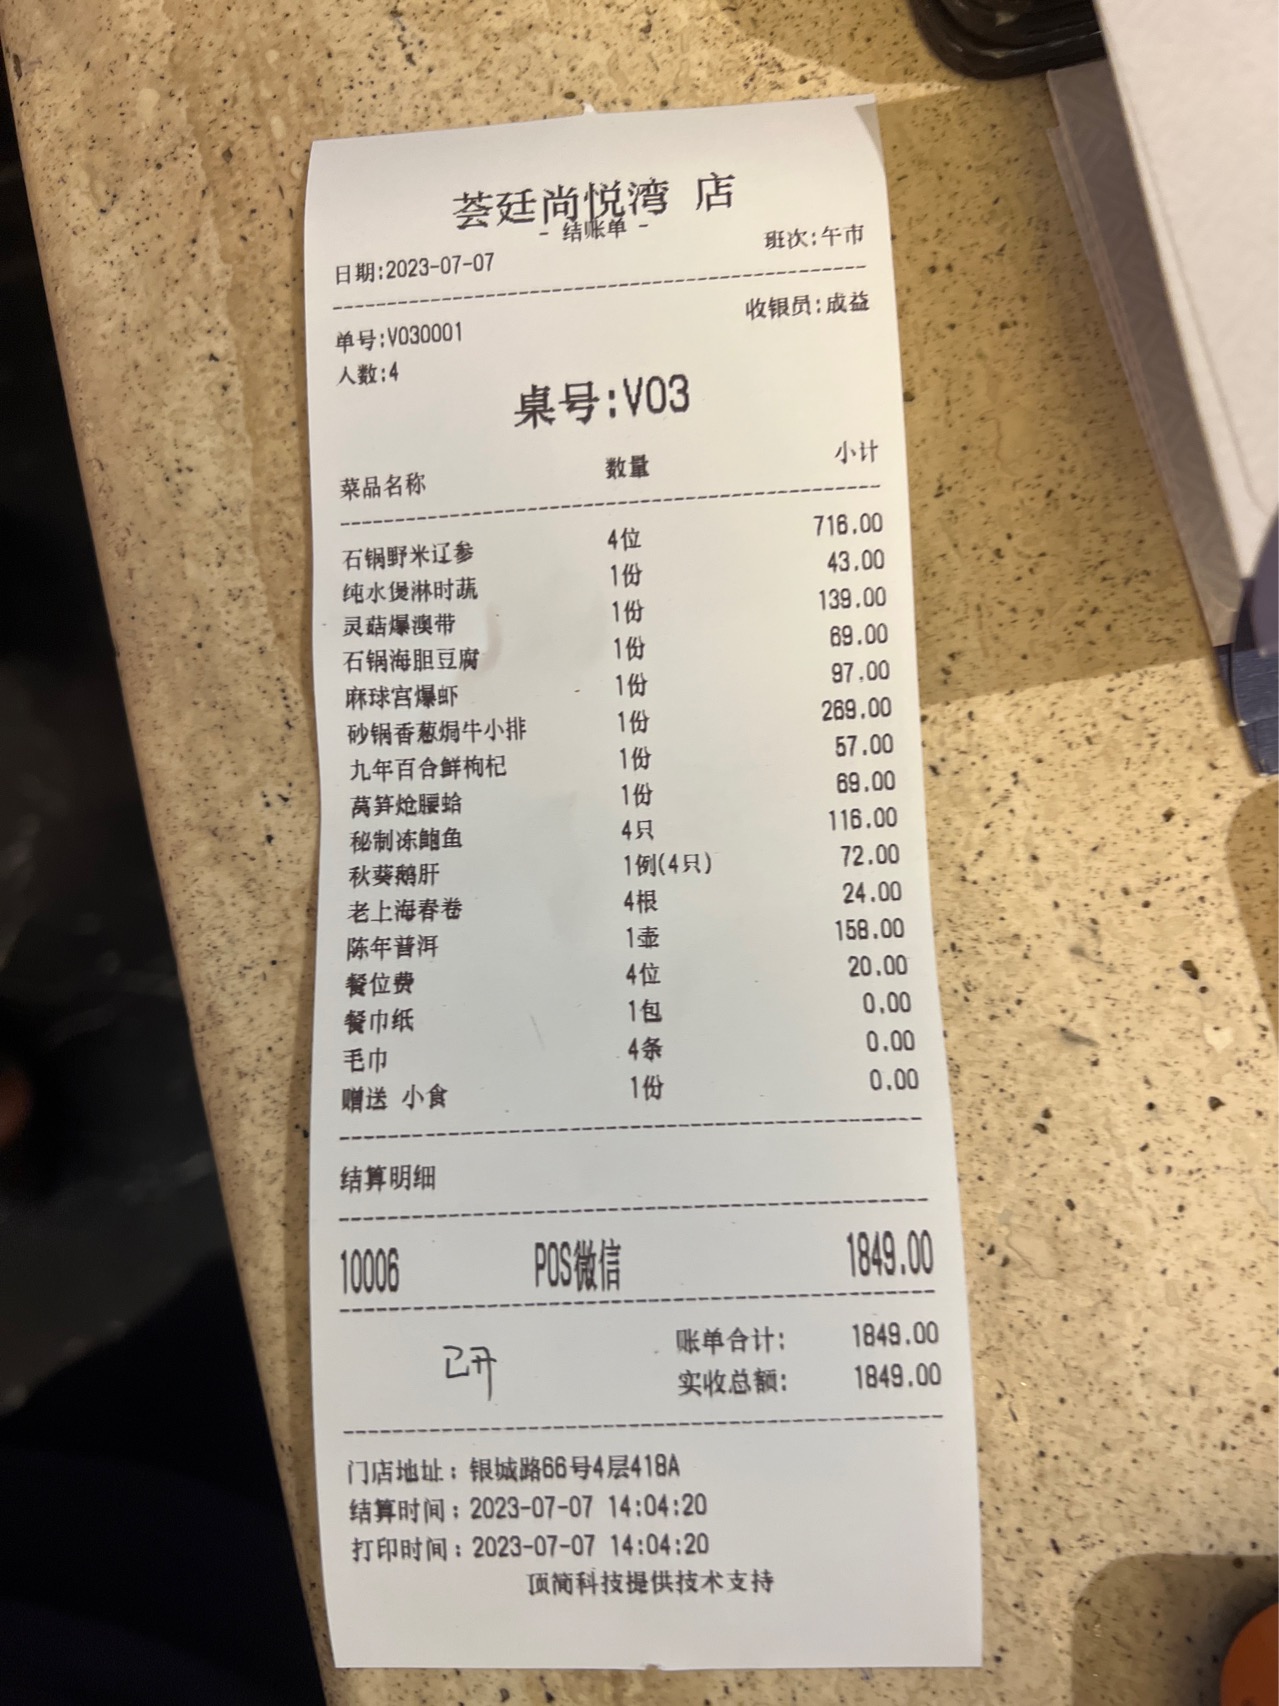 荟廷尚悦湾 店
- 结账单 -
日期:2023-07-07 班次:午市
收银员:成益
单号:V030001
人数:4
桌号:V03
菜品名称 数量 小计
石锅野米辽参 4位 716.00
纯水煲淋时蔬 1份 43.00
灵菇爆澳带 1份 139.00
石锅海胆豆腐 1份 69.00
麻球宫爆虾 1份 97.00
砂锅香葱焗牛小排 1份 269.00
九年百合鲜枸杞 1份 57.00
莴笋炝腰蛤 1份 69.00
秘制冻鲍鱼 4只 116.00
秋葵鹅肝 1例(4只) 72.00
老上海春卷 4根 24.00
陈年普洱 1壶 158.00
餐位费 4位 20.00
餐巾纸 1包 0.00
毛巾 4条 0.00
赠送 小食 1份 0.00
结算明细
10006 POS微信 1849.00
账单合计: 1849.00
已开
实收总额: 1849.00
门店地址：银城路66号4层418A
结算时间：2023-07-07 14:04:20
打印时间：2023-07-07 14:04:20
顶简科技提供技术支持